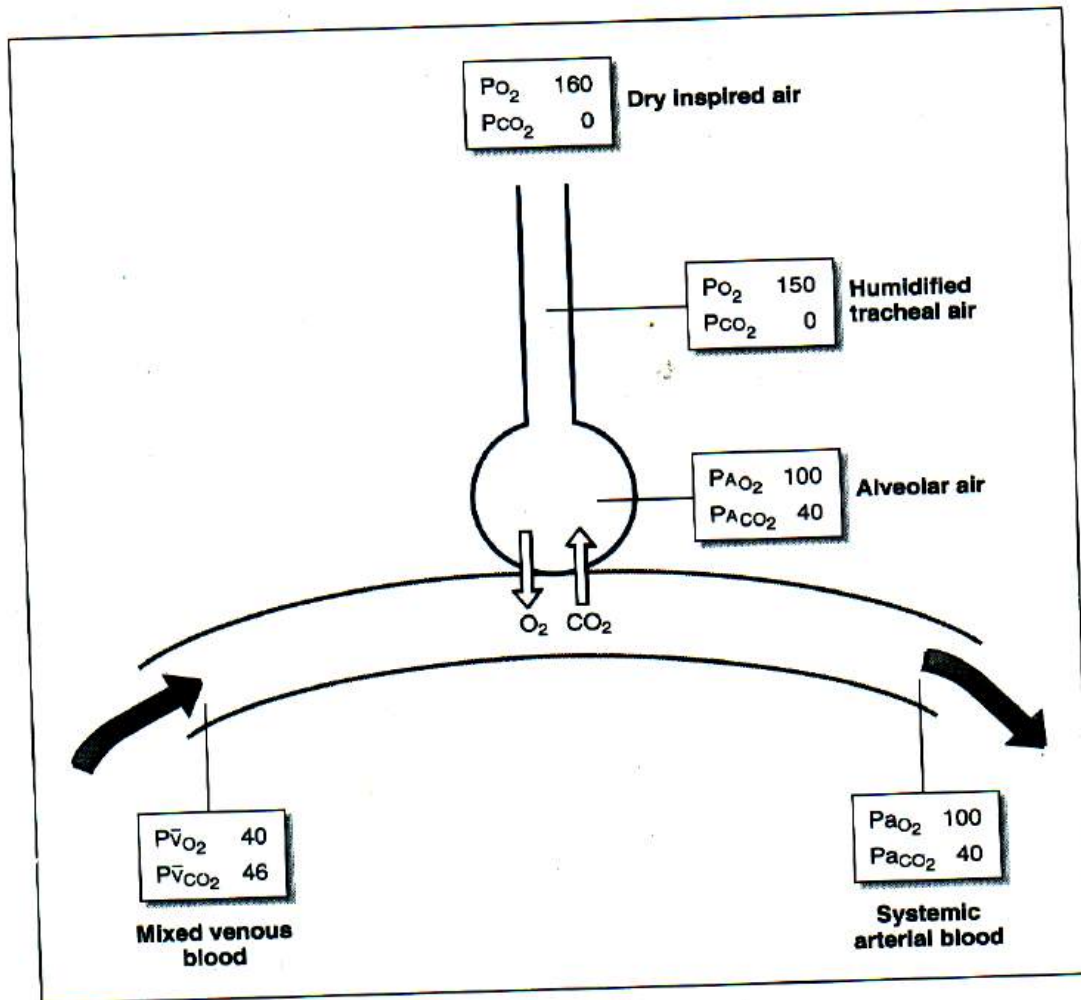 PO₂ 160
PCO₂ 0
Dry inspired air
PO₂ 150
PCO₂ 0
Humidified
tracheal air
PAO₂ 100
PACO₂ 40
Alveolar air
O₂ CO₂
Pv̄O₂ 40
Pv̄CO₂ 46
Mixed venous
blood
PaO₂ 100
PaCO₂ 40
Systemic
arterial blood